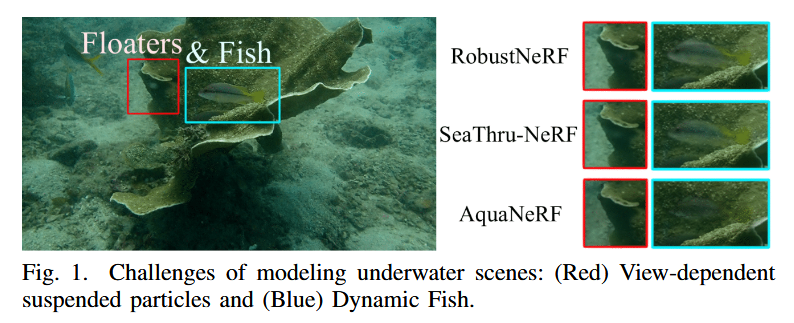 Floaters & Fish
RobustNeRF
SeaThru-NeRF
AquaNeRF
Fig. 1. Challenges of modeling underwater scenes: (Red) View-dependent
suspended particles and (Blue) Dynamic Fish.